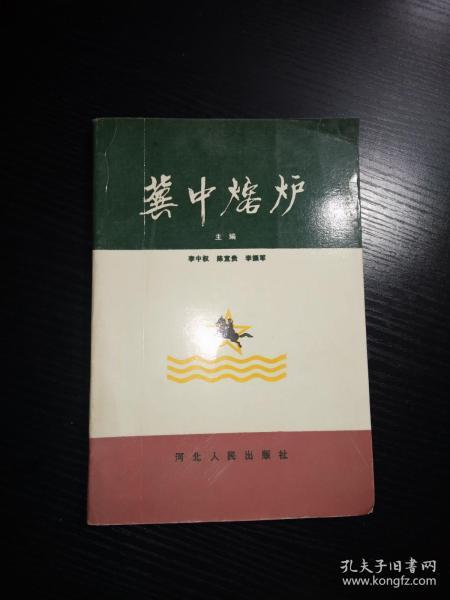 冀中熔炉
主编
李中权 陈宜贵 李振军
河北人民出版社
孔夫子旧书网
www.kongfz.com